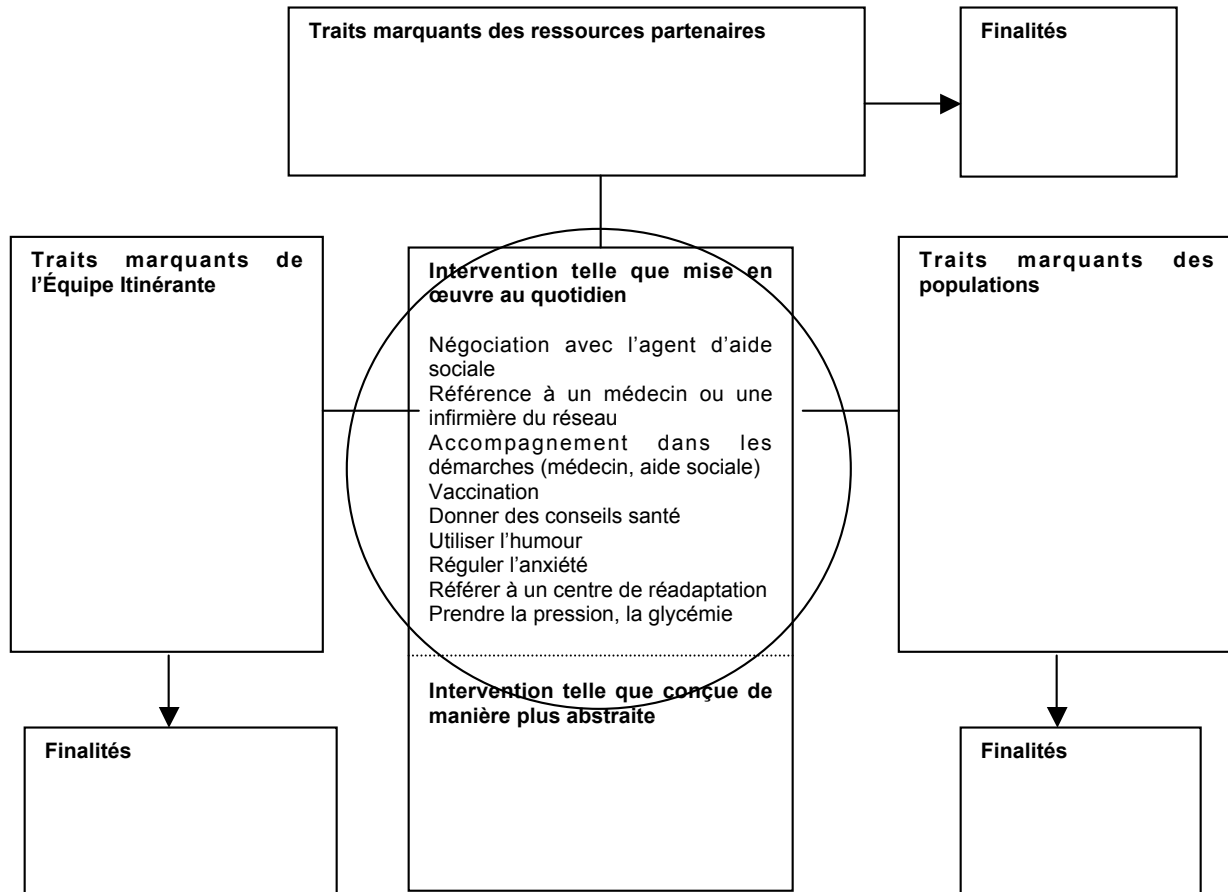 Traits marquants des ressources partenaires
Finalités
Traits marquants de
l'Équipe Itinérante
Intervention telle que mise en
œuvre au quotidien
Négociation avec l'agent d'aide
sociale
Référence à un médecin ou une
infirmière du réseau
Accompagnement dans les
démarches (médecin, aide sociale)
Vaccination
Donner des conseils santé
Utiliser l'humour
Réguler l'anxiété
Référer à un centre de réadaptation
Prendre la pression, la glycémie
Intervention telle que conçue de
manière plus abstraite
Traits marquants des
populations
Finalités
Finalités